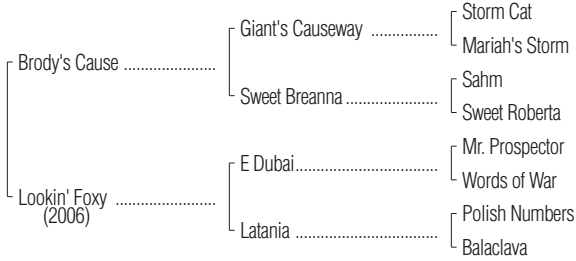 Storm Cat
Giant's Causeway ................
Mariah's Storm
Brody's Cause ......................
Sahm
Sweet Breanna ......................
Sweet Roberta
Mr. Prospector
E Dubai..................................
Words of War
Lookin' Foxy ........................
(2006)
Polish Numbers
Latania ..................................
Balaclava